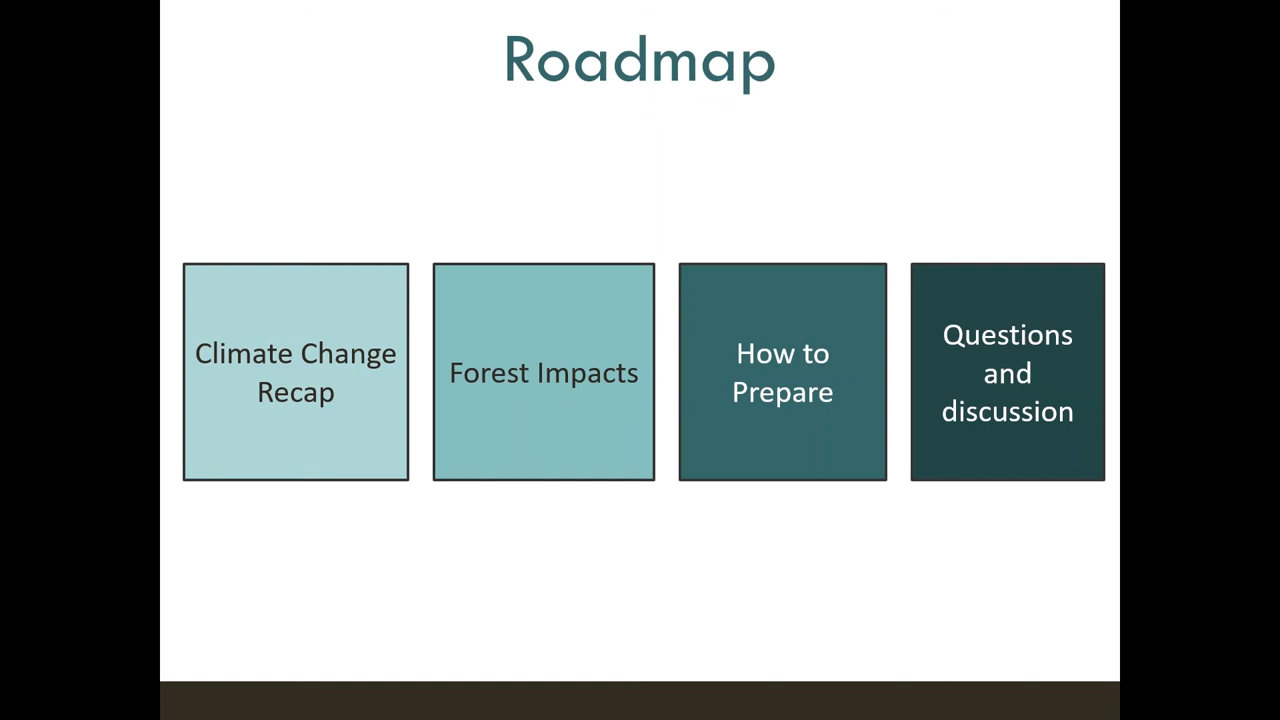 Roadmap
Climate Change
Recap
Forest Impacts
How to
Prepare
Questions
and
discussion